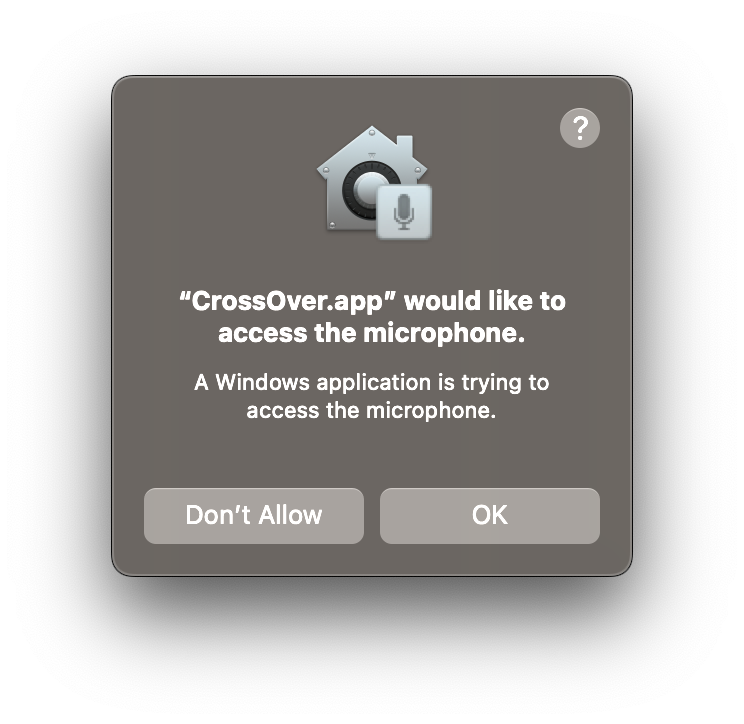 ?
“CrossOver.app” would like to
access the microphone.
A Windows application is trying to
access the microphone.
Don’t Allow
OK